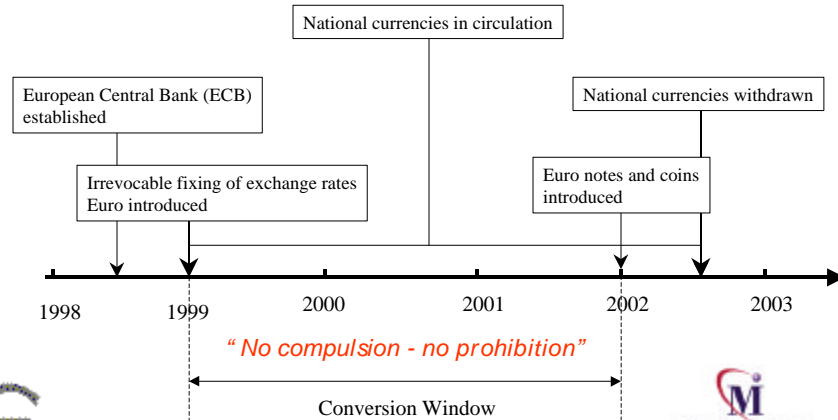 National currencies in circulation
European Central Bank (ECB)
established
National currencies withdrawn
Irrevocable fixing of exchange rates
Euro introduced
Euro notes and coins
introduced
1998
1999
2000
2001
2002
2003
“ No compulsion - no prohibition”
Conversion Window